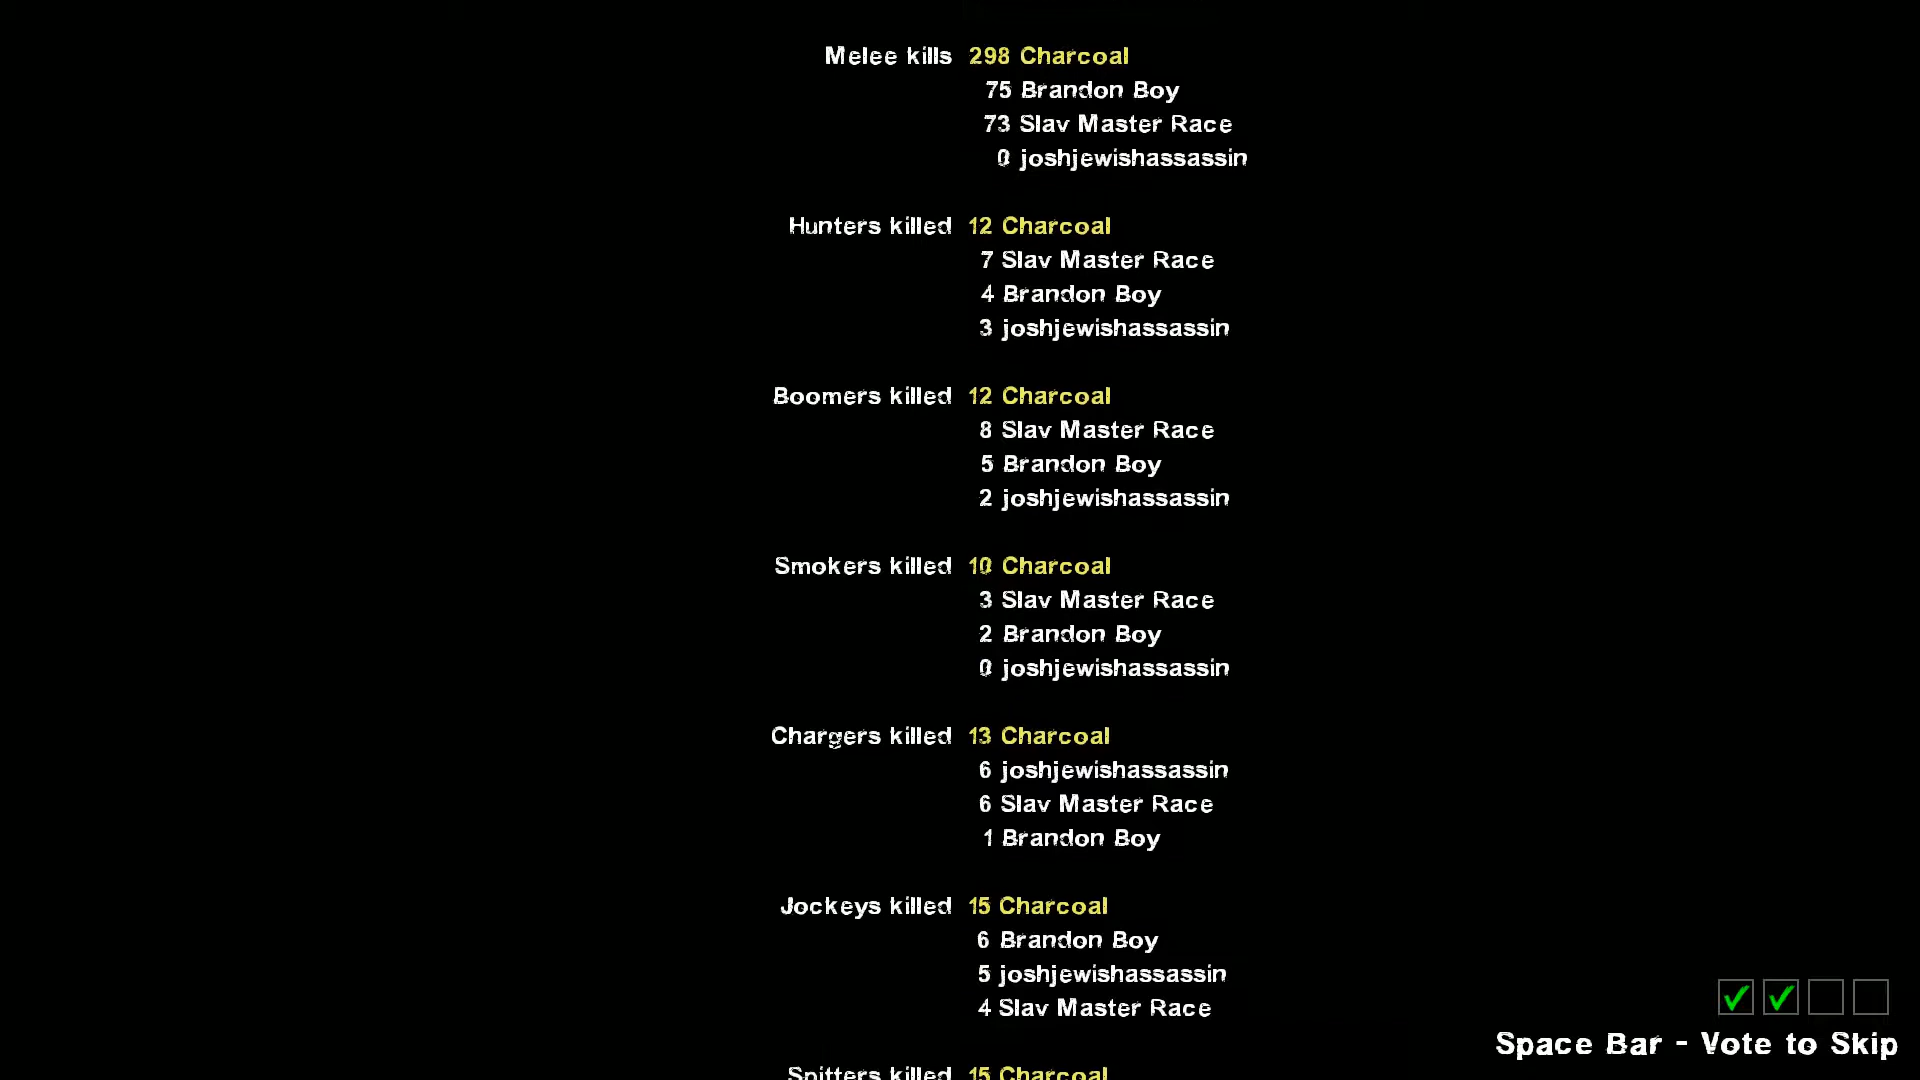 Melee kills 298 Charcoal
75 Brandon Boy
73 Slav Master Race
0 joshjewishassassin
Hunters killed 12 Charcoal
7 Slav Master Race
4 Brandon Boy
3 joshjewishassassin
Boomers killed 12 Charcoal
8 Slav Master Race
5 Brandon Boy
2 joshjewishassassin
Smokers killed 10 Charcoal
3 Slav Master Race
2 Brandon Boy
0 joshjewishassassin
Chargers killed 13 Charcoal
6 joshjewishassassin
6 Slav Master Race
1 Brandon Boy
Jockeys killed 15 Charcoal
6 Brandon Boy
5 joshjewishassassin
4 Slav Master Race
Space Bar - Vote to Skip
Spitters killed 15 Charcoal